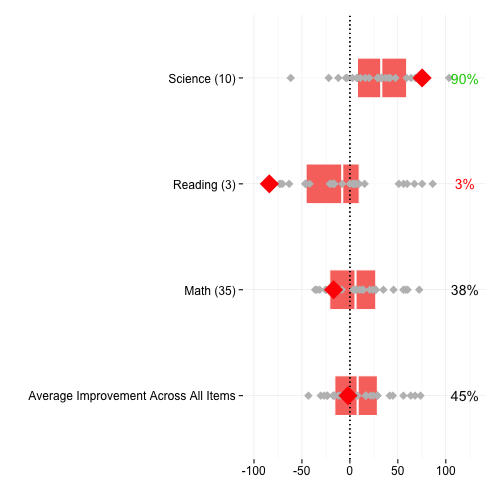 Science (10)
90%
Reading (3)
3%
Math (35)
38%
Average Improvement Across All Items
45%
-100 -50 0 50 100